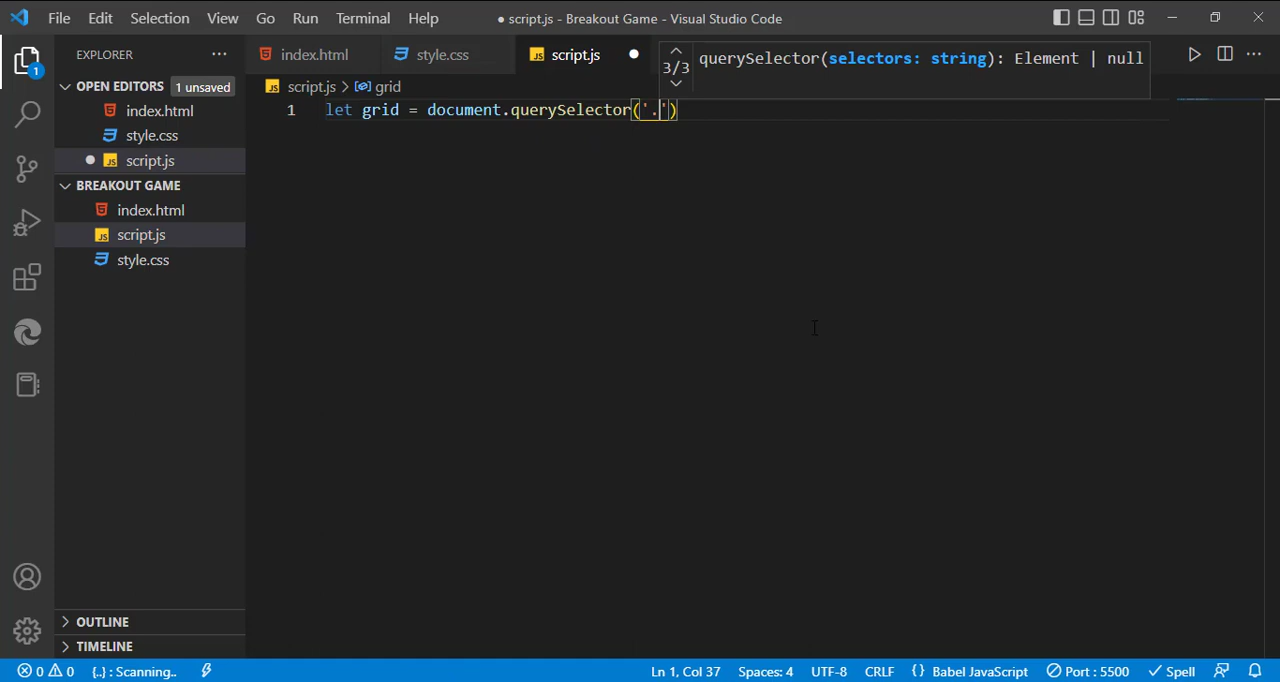 File Edit Selection View Go Run Terminal Help ● script.js - Breakout Game - Visual Studio Code
EXPLORER ···
index.html style.css script.js ●
3/3 querySelector(selectors: string): Element | null
OPEN EDITORS 1 unsaved
script.js > grid
index.html
1 let grid = document.querySelector('.')
style.css
● script.js
BREAKOUT GAME
index.html
script.js
style.css
1
OUTLINE
TIMELINE
0 0 {..} : Scanning.. Ln 1, Col 37 Spaces: 4 UTF-8 CRLF {} Babel JavaScript Port : 5500 Spell